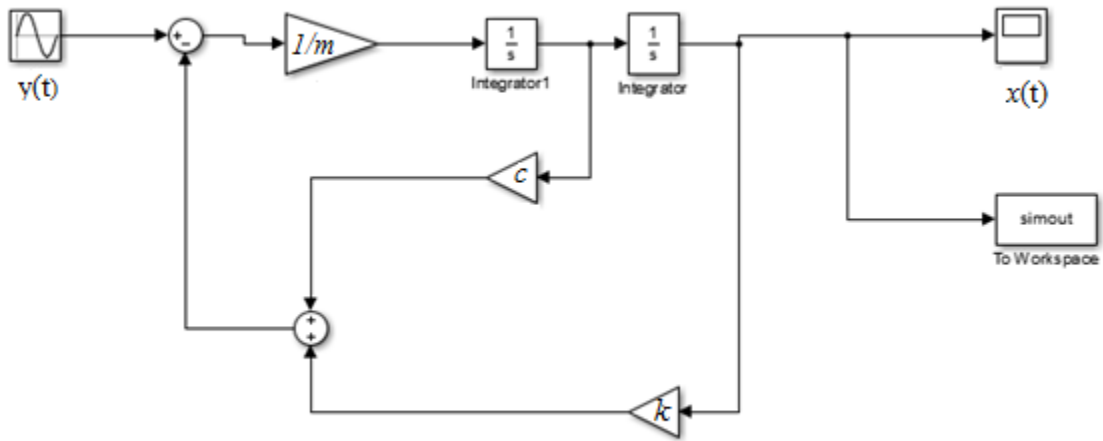 +
−
1/m
1
s
1
s
y(t)
Integrator1
Integrator
x(t)
c
simout
To Workspace
+
+
k